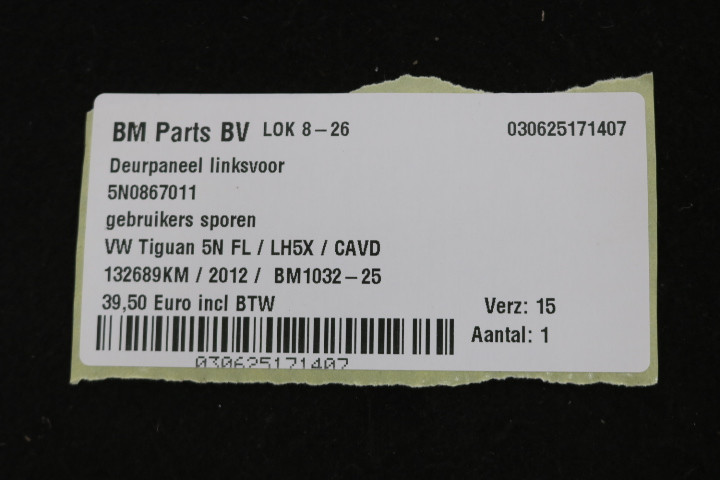 BM Parts BV LOK 8-26 030625171407
Deurpaneel linksvoor
5N0867011
gebruikers sporen
VW Tiguan 5N FL / LH5X / CAVD
132689KM / 2012 / BM1032-25
39,50 Euro incl BTW Verz: 15
Aantal: 1
030625171407